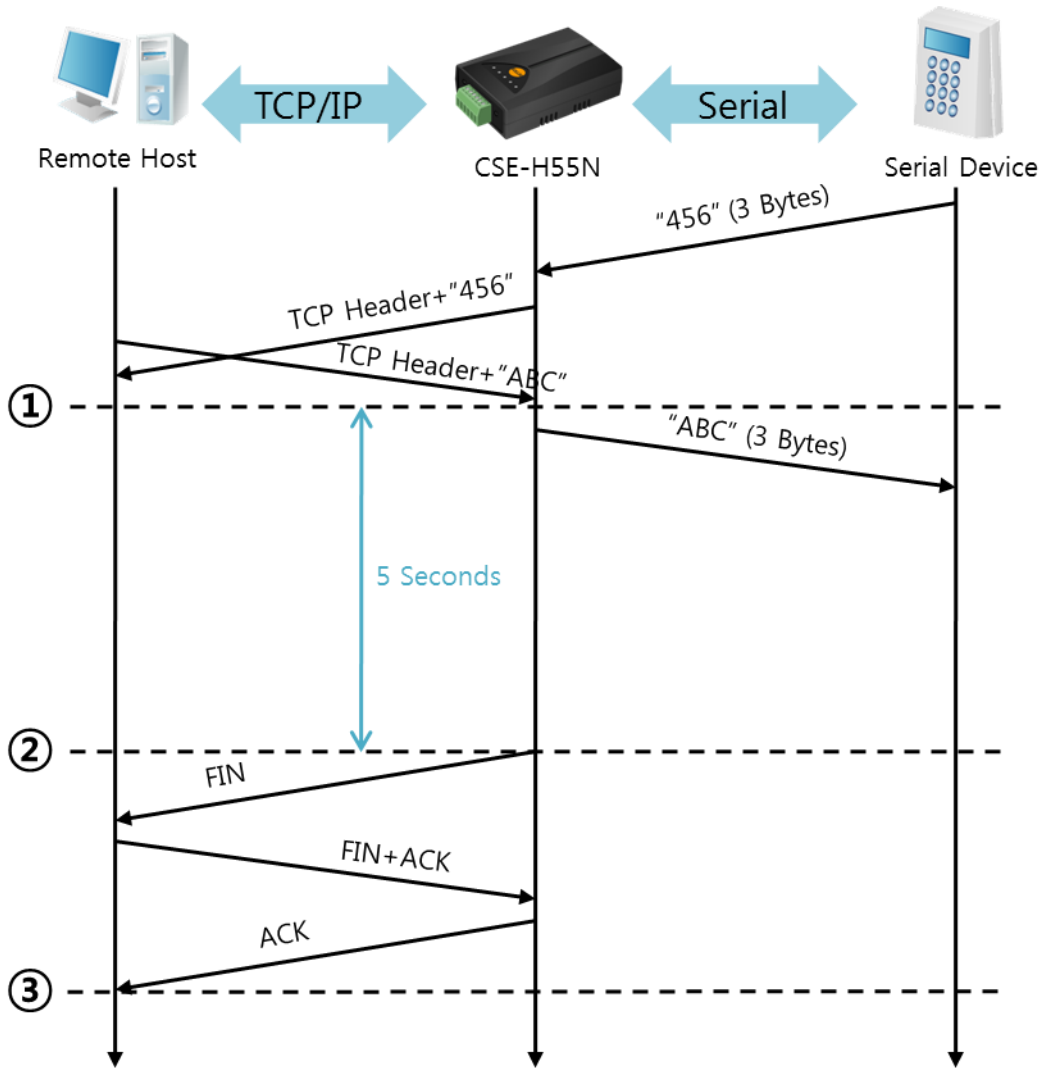 TCP/IP
Serial
Remote Host
CSE-H55N
Serial Device
“456” (3 Bytes)
TCP Header+“456”
TCP Header+“ABC”
①
“ABC” (3 Bytes)
5 Seconds
②
FIN
FIN+ACK
ACK
③